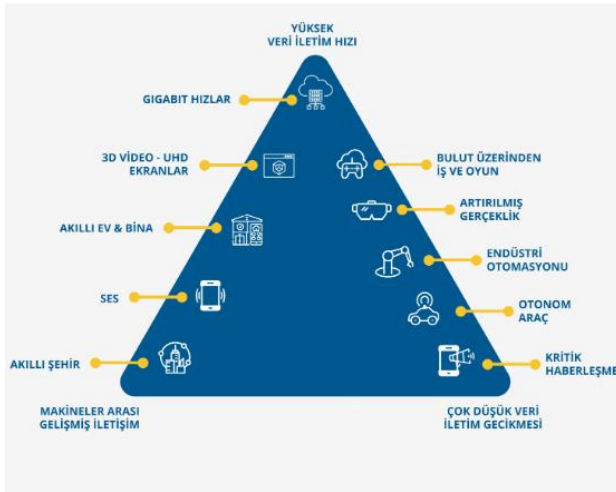 YÜKSEK
VERİ İLETİM HIZI
GIGABIT HIZLAR
3D VİDEO - UHD
EKRANLAR
BULUT ÜZERİNDEN
İŞ VE OYUN
ARTIRILMIŞ
GERÇEKLİK
AKILLI EV & BİNA
ENDÜSTRİ
OTOMASYONU
SES
OTONOM
ARAÇ
AKILLI ŞEHİR
KRİTİK
HABERLEŞME
MAKİNELER ARASI
GELİŞMİŞ İLETİŞİM
ÇOK DÜŞÜK VERİ
İLETİM GECİKMESİ